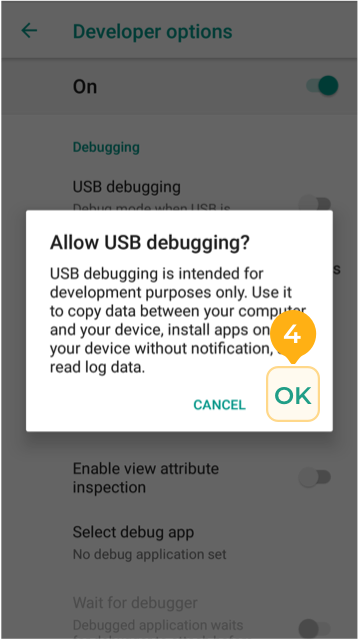 Developer options
On
Debugging
USB debugging
Debug mode when USB is
Allow USB debugging?
USB debugging is intended for
development purposes only. Use it
to copy data between your computer
and your device, install apps on
your device without notification,
read log data.
4
CANCEL
OK
Enable view attribute
inspection
Select debug app
No debug application set
Wait for debugger
Debugged application waits